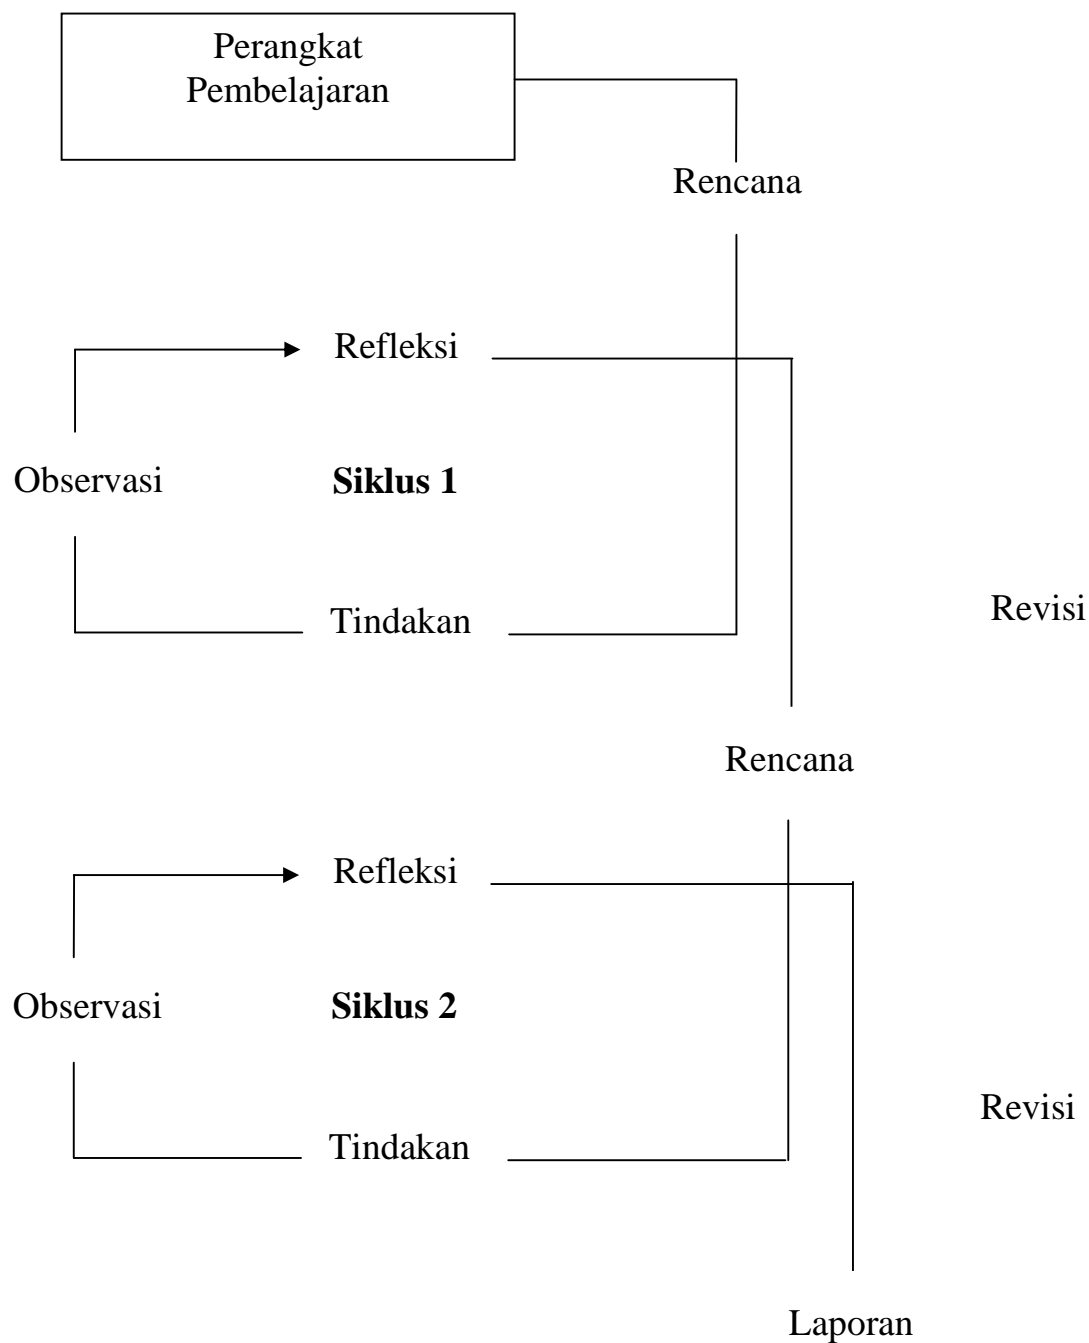 Perangkat
Pembelajaran
Rencana
Refleksi
Observasi
Siklus 1
Tindakan
Revisi
Rencana
Refleksi
Observasi
Siklus 2
Tindakan
Revisi
Laporan